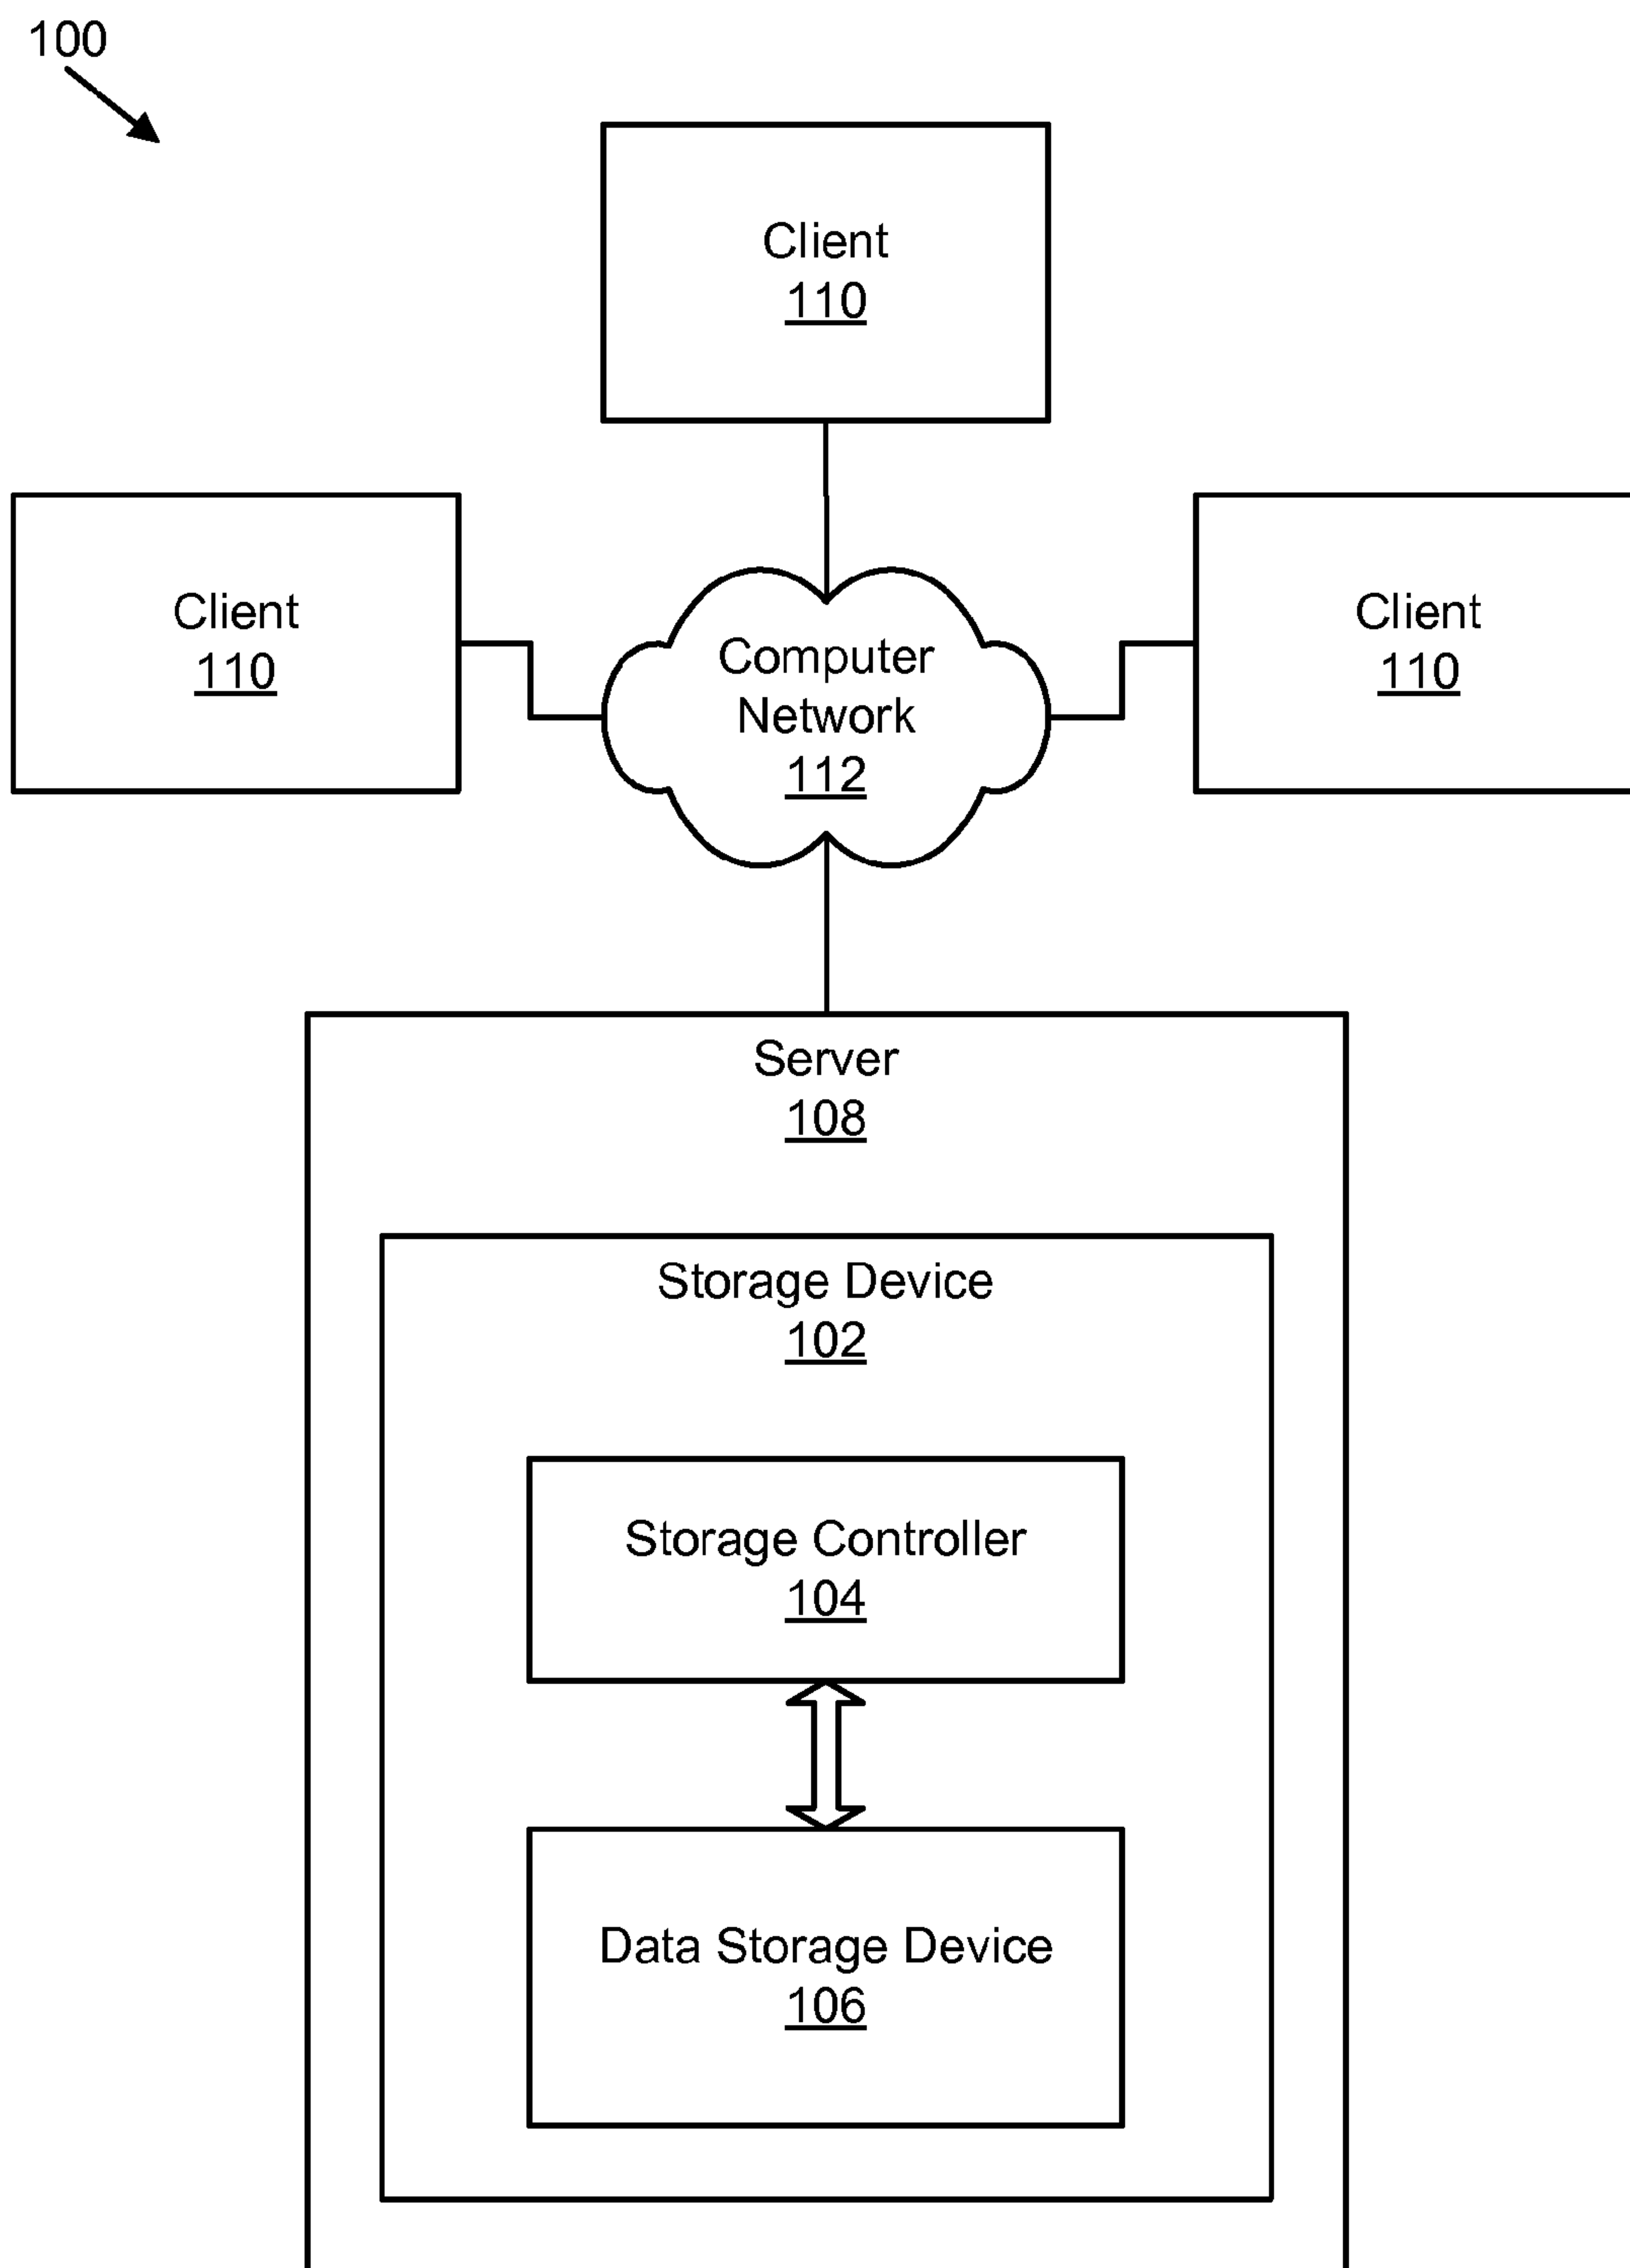 100
Client
110
Client
110
Client
110
Computer
Network
112
Server
108
Storage Device
102
Storage Controller
104
Data Storage Device
106